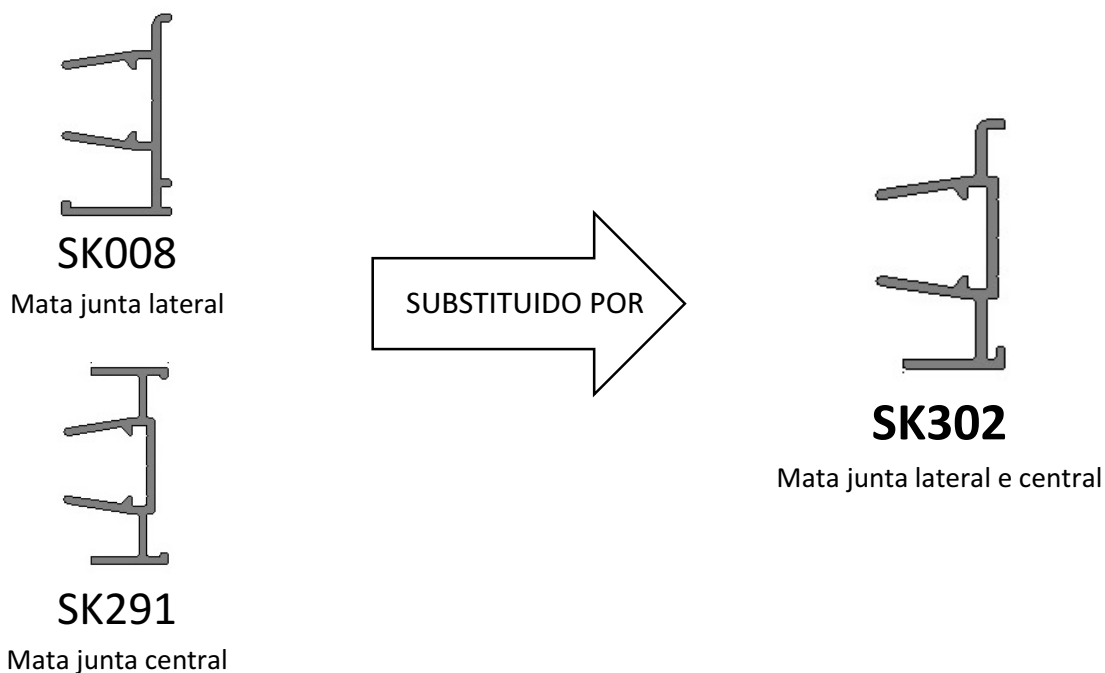 SK008
Mata junta lateral
SK291
Mata junta central
SUBSTITUIDO POR
SK302
Mata junta lateral e central